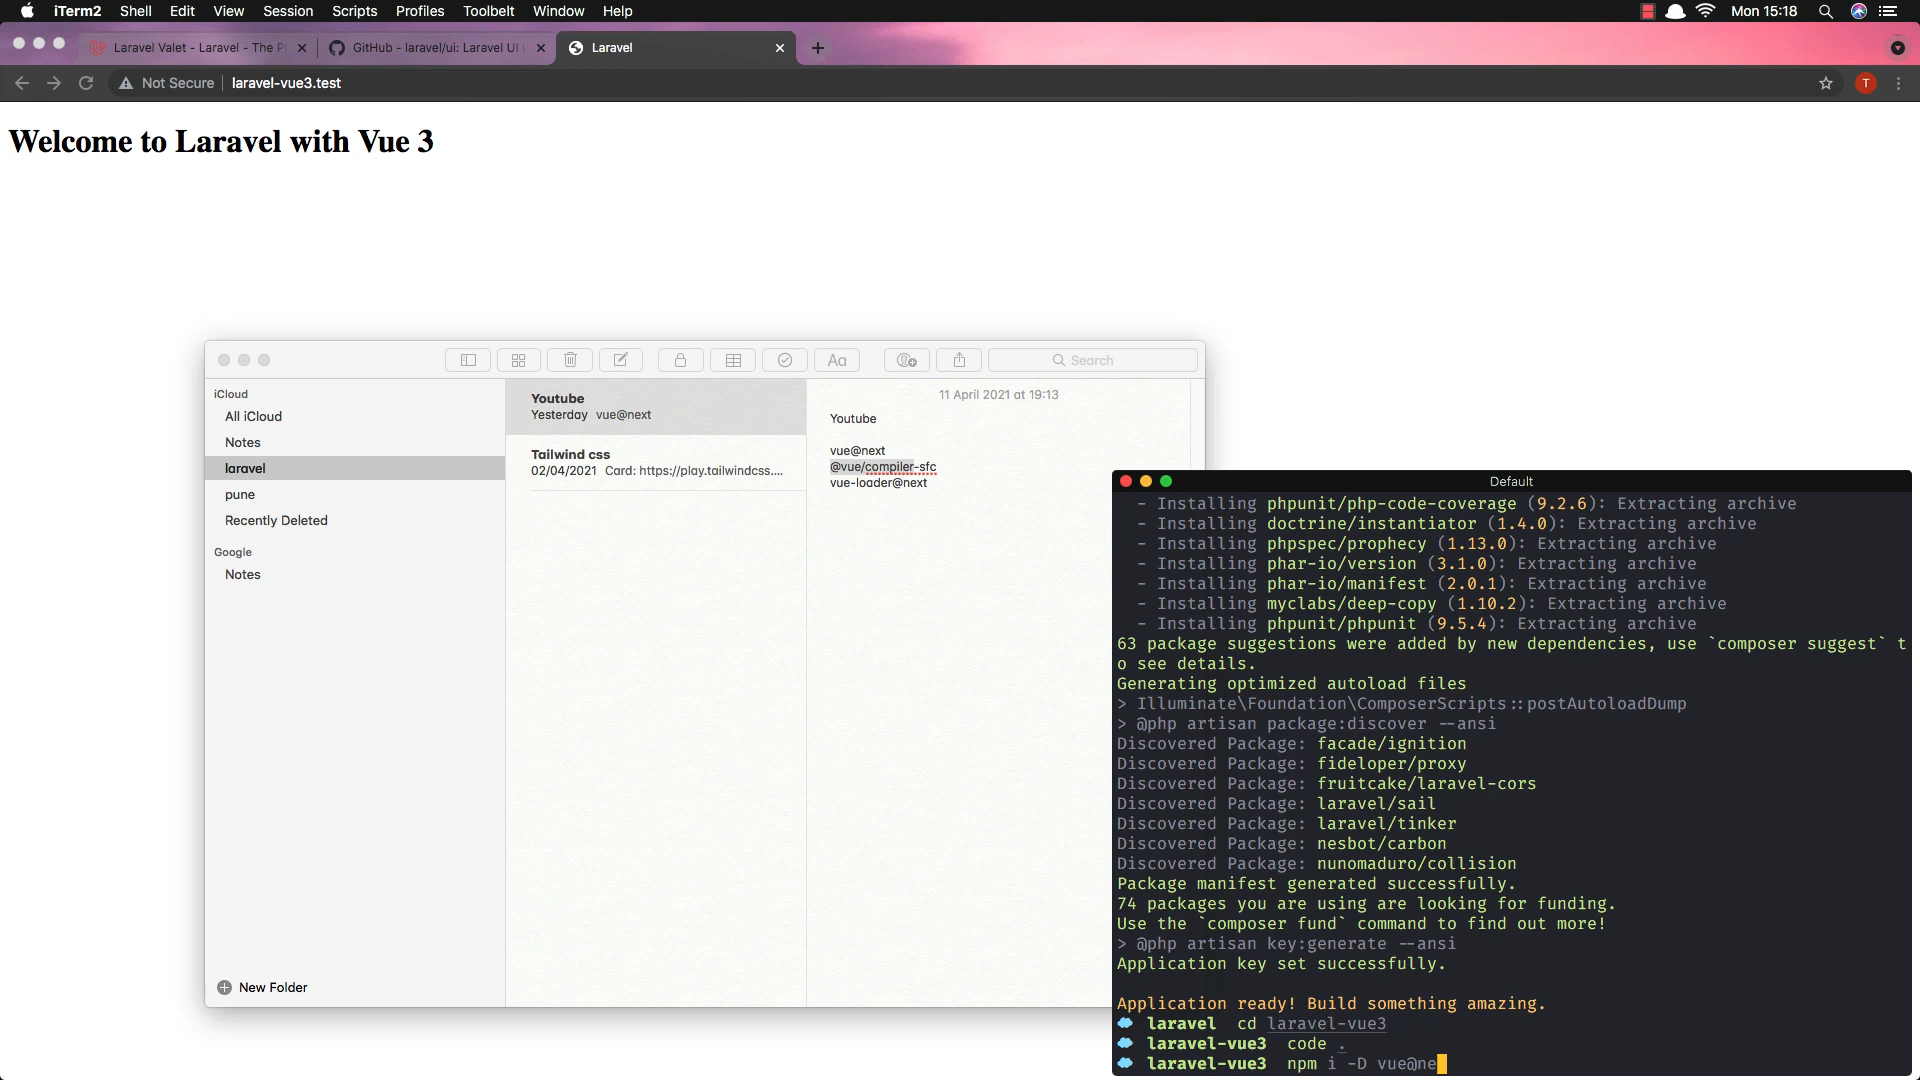 iTerm2 Shell Edit View Session Scripts Profiles Toolbelt Window Help Mon 15:18
Laravel Valet - Laravel - The P GitHub - laravel/ui: Laravel UI Laravel
Not Secure laravel-vue3.test T
Welcome to Laravel with Vue 3
Aa Search
iCloud
All iCloud
Notes
laravel
pune
Recently Deleted
Google
Notes
New Folder
Youtube
Yesterday vue@next
Tailwind css
02/04/2021 Card: https://play.tailwindcss....
11 April 2021 at 19:13
Youtube
vue@next
@vue/compiler-sfc
vue-loader@next
Default
- Installing phpunit/php-code-coverage (9.2.6): Extracting archive
- Installing doctrine/instantiator (1.4.0): Extracting archive
- Installing phpspec/prophecy (1.13.0): Extracting archive
- Installing phar-io/version (3.1.0): Extracting archive
- Installing phar-io/manifest (2.0.1): Extracting archive
- Installing myclabs/deep-copy (1.10.2): Extracting archive
- Installing phpunit/phpunit (9.5.4): Extracting archive
63 package suggestions were added by new dependencies, use `composer suggest` t
o see details.
Generating optimized autoload files
> Illuminate\Foundation\ComposerScripts::postAutoloadDump
> @php artisan package:discover --ansi
Discovered Package: facade/ignition
Discovered Package: fideloper/proxy
Discovered Package: fruitcake/laravel-cors
Discovered Package: laravel/sail
Discovered Package: laravel/tinker
Discovered Package: nesbot/carbon
Discovered Package: nunomaduro/collision
Package manifest generated successfully.
74 packages you are using are looking for funding.
Use the `composer fund` command to find out more!
> @php artisan key:generate --ansi
Application key set successfully.
Application ready! Build something amazing.
laravel cd laravel-vue3
laravel-vue3 code .
laravel-vue3 npm i -D vue@ne